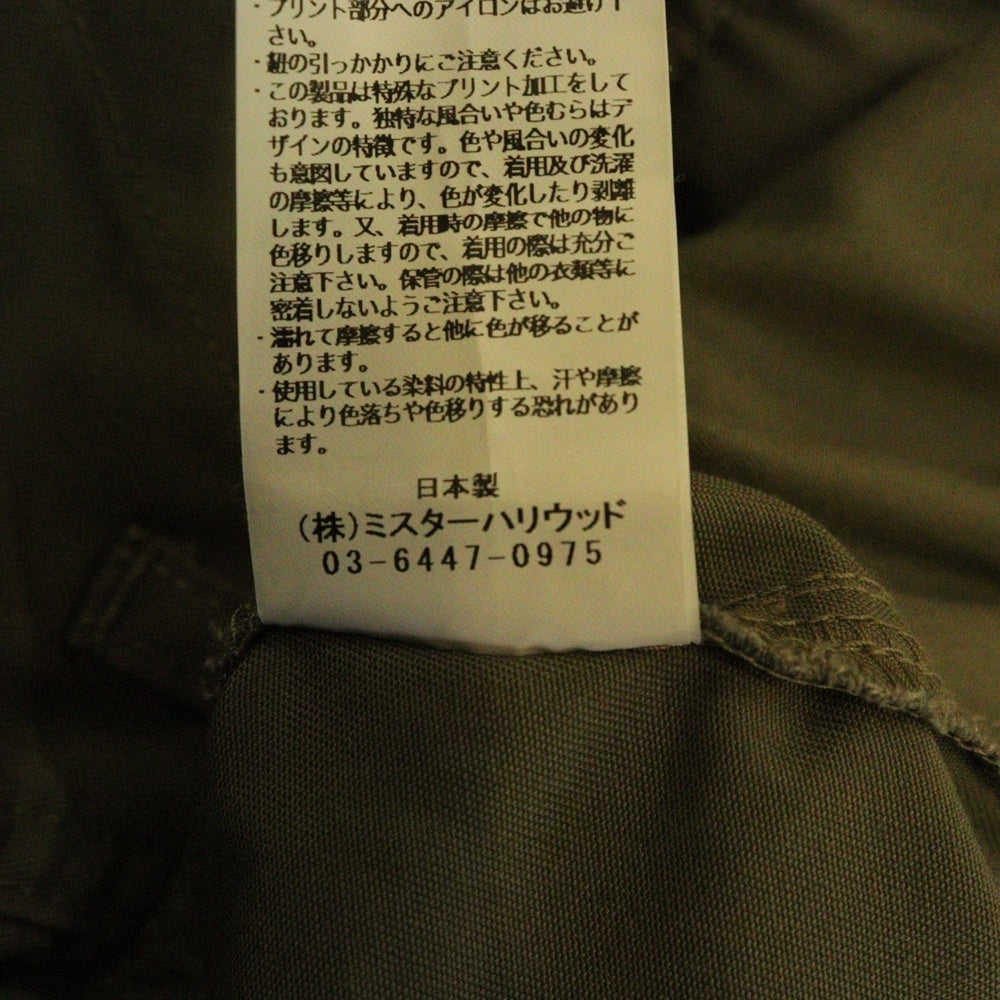 ・プリント部分へのアイロンはお避け下
さい。
・紐の引っかかりにご注意ください。
・この製品は特殊なプリント加工をして
おります。独特な風合いや色むらはデ
ザインの特徴です。色や風合いの変化
も意図していますので、着用及び洗濯
の摩擦等により、色が変化したり剥離
します。又、着用時の摩擦で他の物に
色移りしますので、着用の際は充分ご
注意下さい。保管の際は他の衣類等に
密着しないようご注意下さい。
・濡れて摩擦すると他に色が移ることが
あります。
・使用している染料の特性上、汗や摩擦
により色落ちや色移りする恐れがあり
ます。
日本製
(株)ミスターハリウッド
03-6447-0975